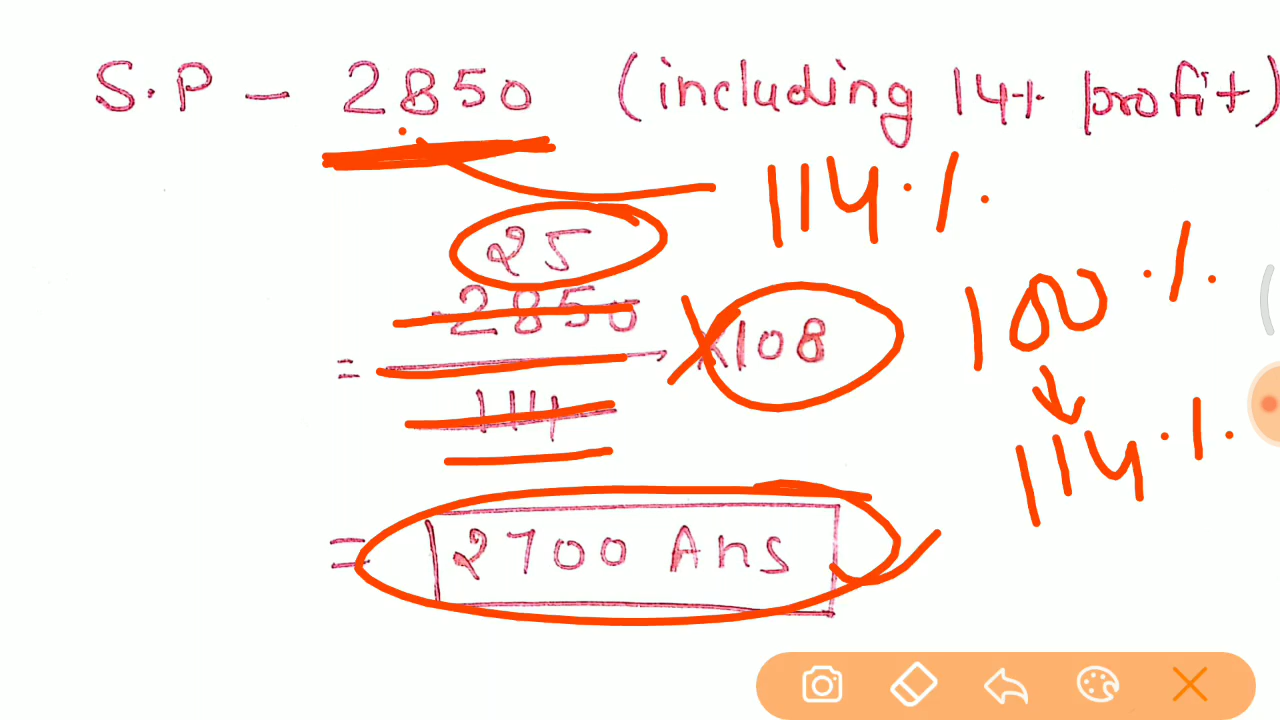 S.P - 2850 (including 14% profit)
114%
25
2850
= × 108
100%
114
114%
= 2700 Ans